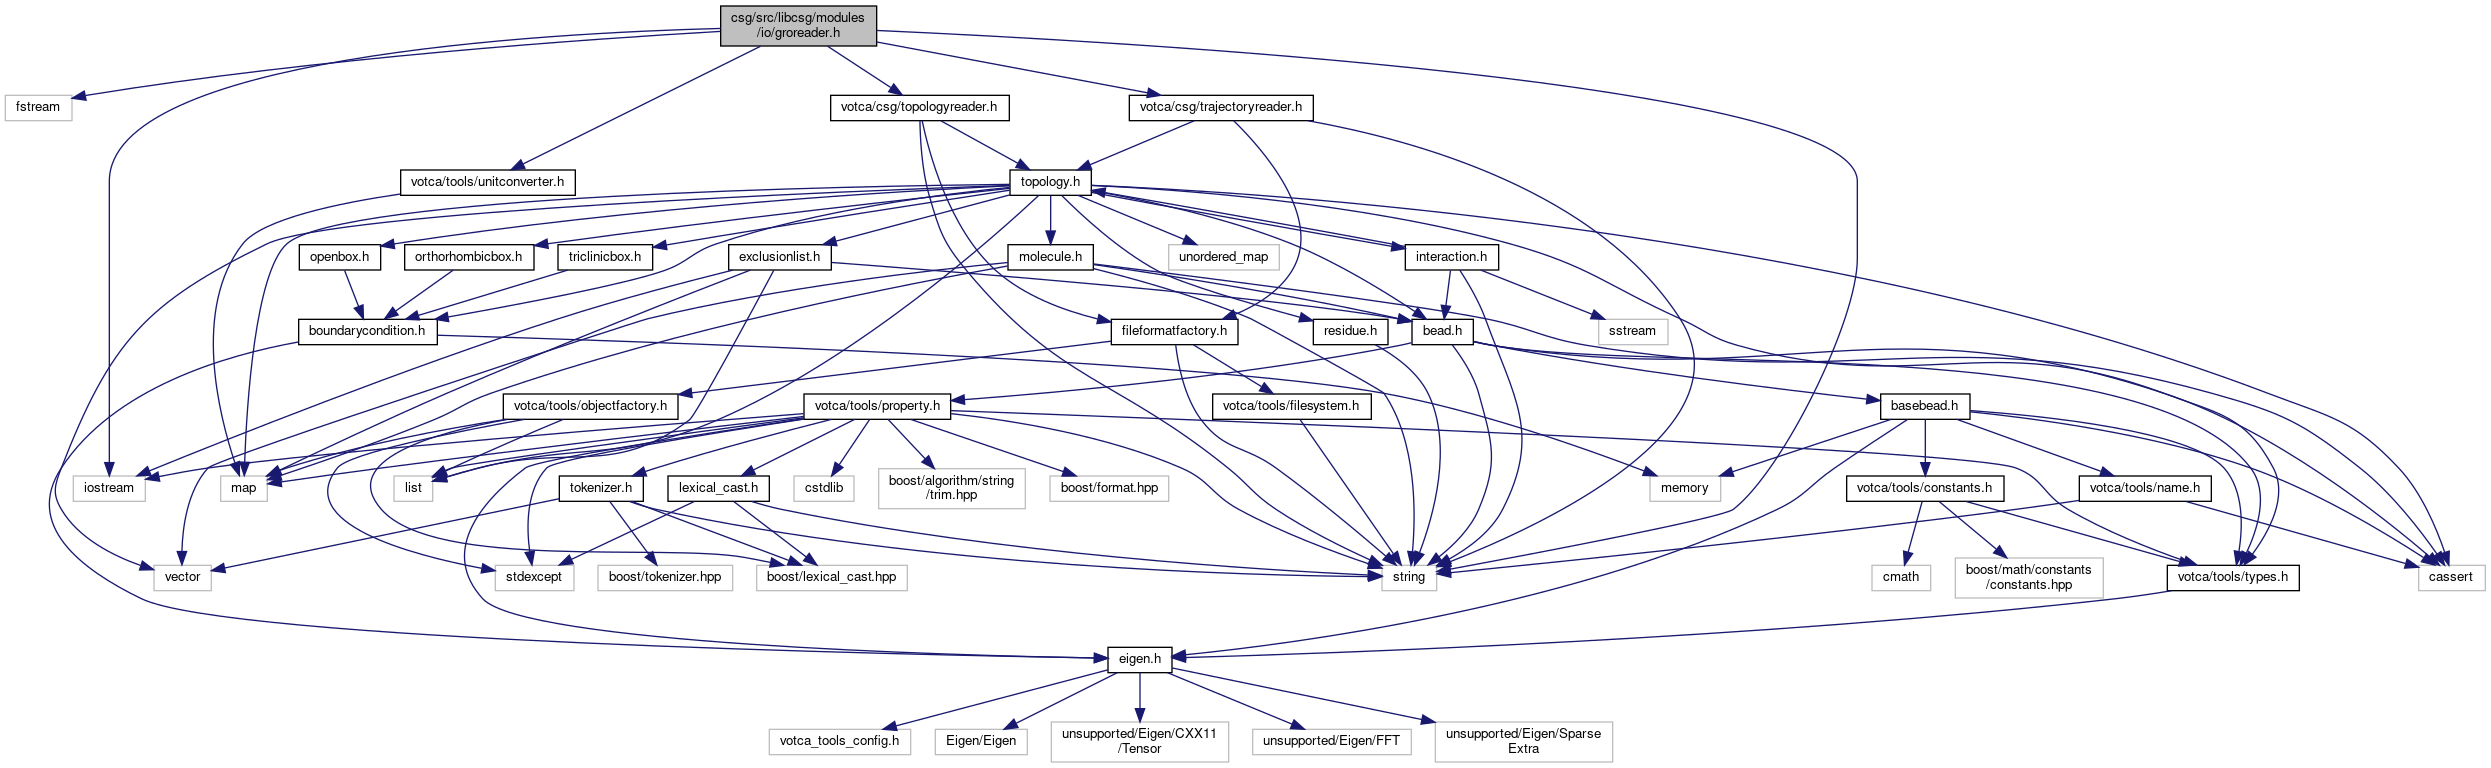 csg/src/libcsg/modules
/io/groreader.h
fstream
votca/csg/topologyreader.h
votca/csg/trajectoryreader.h
votca/tools/unitconverter.h
topology.h
openbox.h
orthorhombicbox.h
triclinicbox.h
exclusionlist.h
molecule.h
unordered_map
interaction.h
boundarycondition.h
fileformatfactory.h
residue.h
bead.h
sstream
votca/tools/objectfactory.h
votca/tools/property.h
votca/tools/filesystem.h
basebead.h
iostream
map
list
tokenizer.h
lexical_cast.h
cstdlib
boost/algorithm/string
/trim.hpp
boost/format.hpp
memory
votca/tools/constants.h
votca/tools/name.h
vector
stdexcept
boost/tokenizer.hpp
boost/lexical_cast.hpp
string
cmath
boost/math/constants
/constants.hpp
votca/tools/types.h
cassert
eigen.h
votca_tools_config.h
Eigen/Eigen
unsupported/Eigen/CXX11
/Tensor
unsupported/Eigen/FFT
unsupported/Eigen/Sparse
Extra